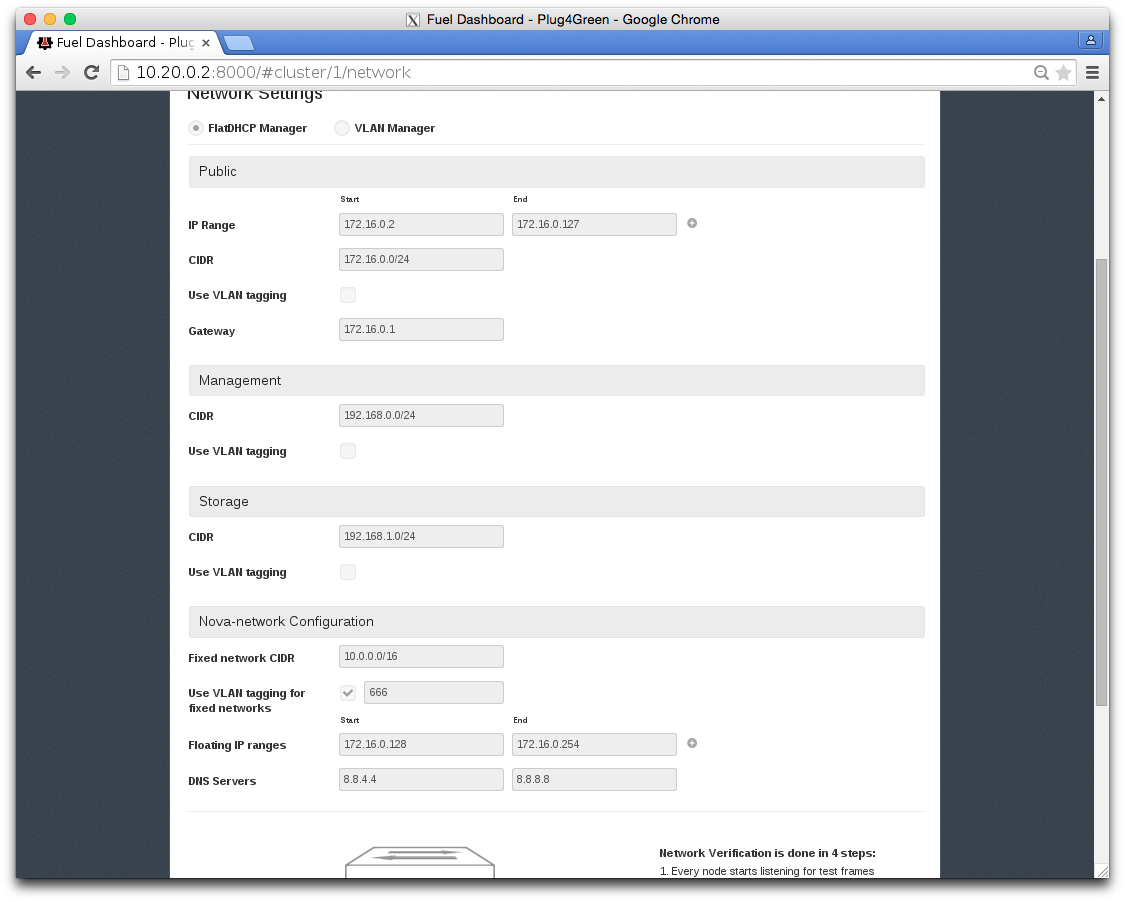 Fuel Dashboard - Plug4Green - Google Chrome
Fuel Dashboard - Plug
10.20.0.2:8000/#cluster/1/network
Network Settings
FlatDHCP Manager VLAN Manager
Public
Start End
IP Range 172.16.0.2 172.16.0.127
CIDR 172.16.0.0/24
Use VLAN tagging
Gateway 172.16.0.1
Management
CIDR 192.168.0.0/24
Use VLAN tagging
Storage
CIDR 192.168.1.0/24
Use VLAN tagging
Nova-network Configuration
Fixed network CIDR 10.0.0.0/16
Use VLAN tagging for 666
fixed networks
Start End
Floating IP ranges 172.16.0.128 172.16.0.254
DNS Servers 8.8.4.4 8.8.8.8
Network Verification is done in 4 steps:
1. Every node starts listening for test frames